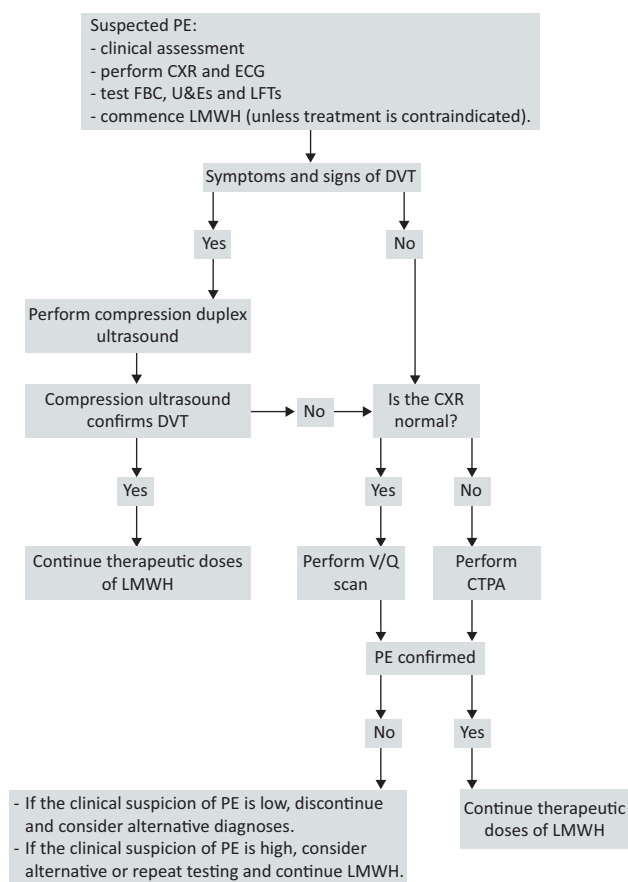 Suspected PE:
- clinical assessment
- perform CXR and ECG
- test FBC, U&Es and LFTs
- commence LMWH (unless treatment is contraindicated).
Symptoms and signs of DVT
Yes
No
Perform compression duplex
ultrasound
Compression ultrasound
confirms DVT
No
Is the CXR
normal?
Yes
Yes
No
Continue therapeutic doses
of LMWH
Perform V/Q
scan
Perform
CTPA
PE confirmed
No
Yes
- If the clinical suspicion of PE is low, discontinue
and consider alternative diagnoses.
- If the clinical suspicion of PE is high, consider
alternative or repeat testing and continue LMWH.
Continue therapeutic
doses of LMWH